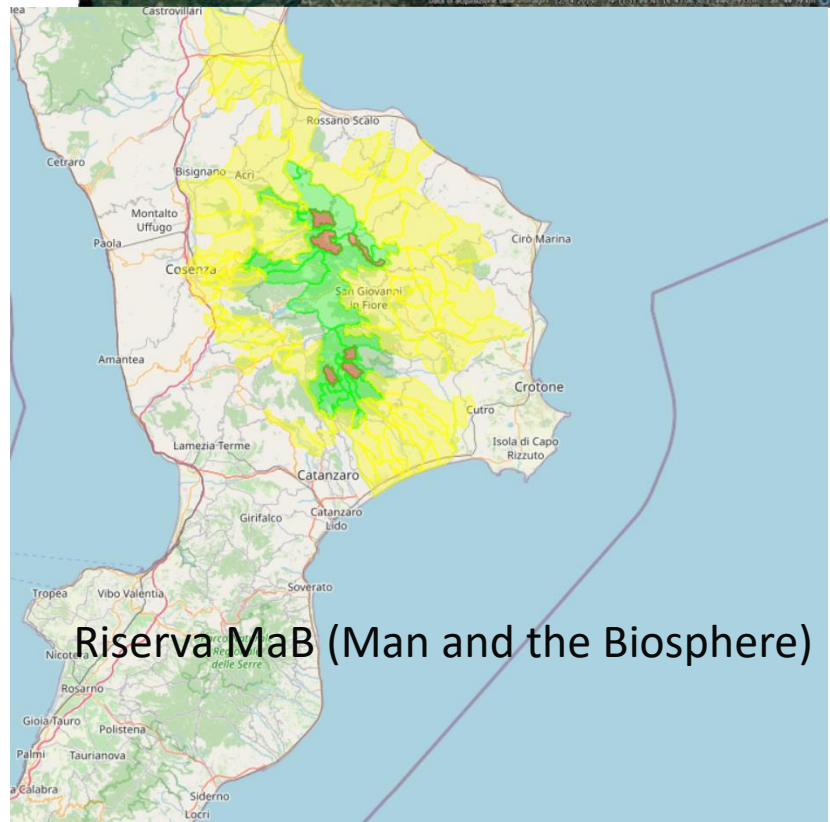 Castrovillari
Rossano Scalo
Cetraro
Bisignano
Acri
Montalto
Uffugo
Paola
Cirò Marina
Cosenza
San Giovanni
in Fiore
Amantea
Crotone
Cutro
Isola di Capo
Rizzuto
Lamezia Terme
Catanzaro
Girifalco
Catanzaro
Lido
Tropea
Vibo Valentia
Soverato
Riserva MaB (Man and the Biosphere)
Nicotera
Regionale
delle Serre
Rosarno
Gioia Tauro
Polistena
Palmi
Taurianova
a Calabra
Siderno
Locri